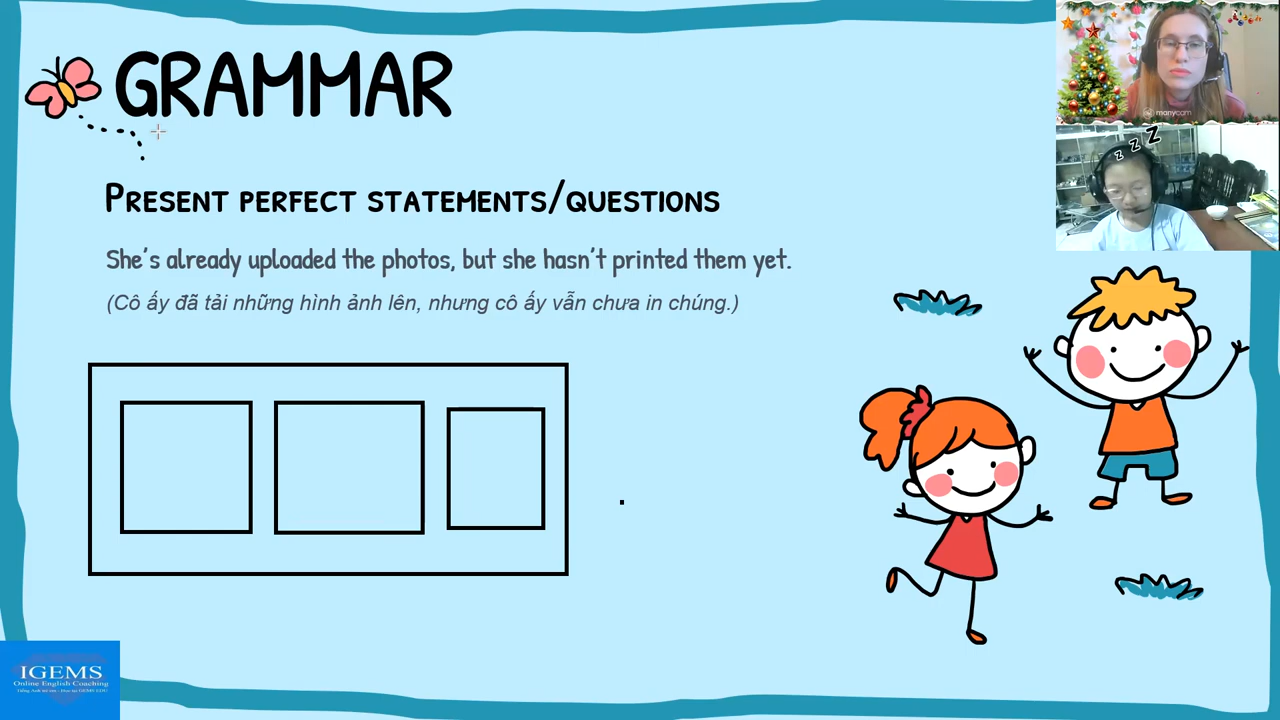 GRAMMAR
PRESENT PERFECT STATEMENTS/QUESTIONS
She's already uploaded the photos, but she hasn't printed them yet.
(Cô ấy đã tải những hình ảnh lên, nhưng cô ấy vẫn chưa in chúng.)
.
manycam
z z Z
IGEMS
Online English Coaching